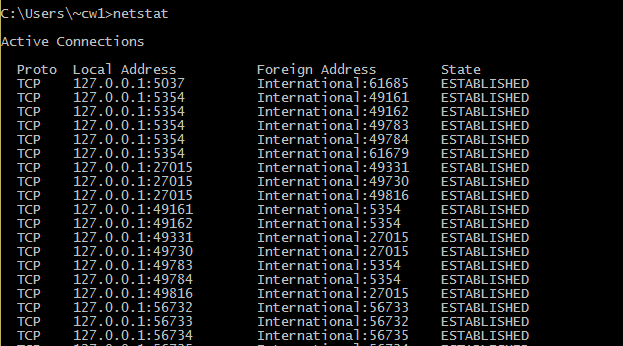 C:\Users\~cw1>netstat
Active Connections
Proto  Local Address          Foreign Address        State
TCP    127.0.0.1:5037         International:61685    ESTABLISHED
TCP    127.0.0.1:5354         International:49161    ESTABLISHED
TCP    127.0.0.1:5354         International:49162    ESTABLISHED
TCP    127.0.0.1:5354         International:49783    ESTABLISHED
TCP    127.0.0.1:5354         International:49784    ESTABLISHED
TCP    127.0.0.1:5354         International:61679    ESTABLISHED
TCP    127.0.0.1:27015        International:49331    ESTABLISHED
TCP    127.0.0.1:27015        International:49730    ESTABLISHED
TCP    127.0.0.1:27015        International:49816    ESTABLISHED
TCP    127.0.0.1:49161        International:5354     ESTABLISHED
TCP    127.0.0.1:49162        International:5354     ESTABLISHED
TCP    127.0.0.1:49331        International:27015    ESTABLISHED
TCP    127.0.0.1:49730        International:27015    ESTABLISHED
TCP    127.0.0.1:49783        International:5354     ESTABLISHED
TCP    127.0.0.1:49784        International:5354     ESTABLISHED
TCP    127.0.0.1:49816        International:27015    ESTABLISHED
TCP    127.0.0.1:56732        International:56733    ESTABLISHED
TCP    127.0.0.1:56733        International:56732    ESTABLISHED
TCP    127.0.0.1:56734        International:56735    ESTABLISHED
TCP    127.0.0.1:56735        International:56734    ESTABLISHED